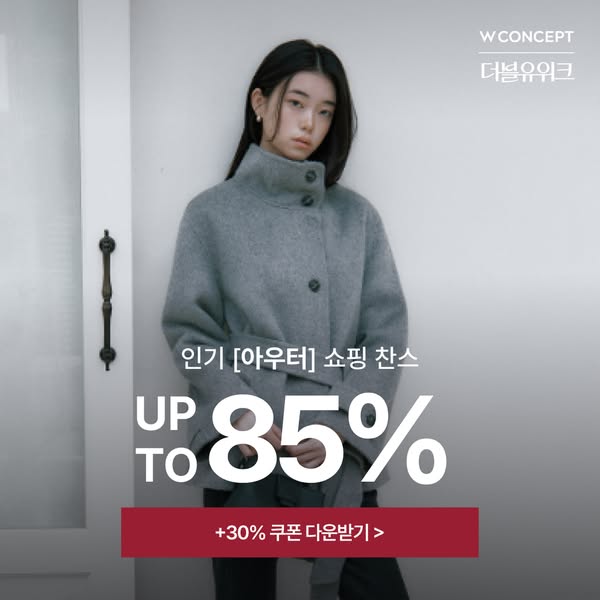 W CONCEPT
더블유위크
인기 [아우터] 쇼핑 찬스
UP
TO
85%
+30% 쿠폰 다운받기 >